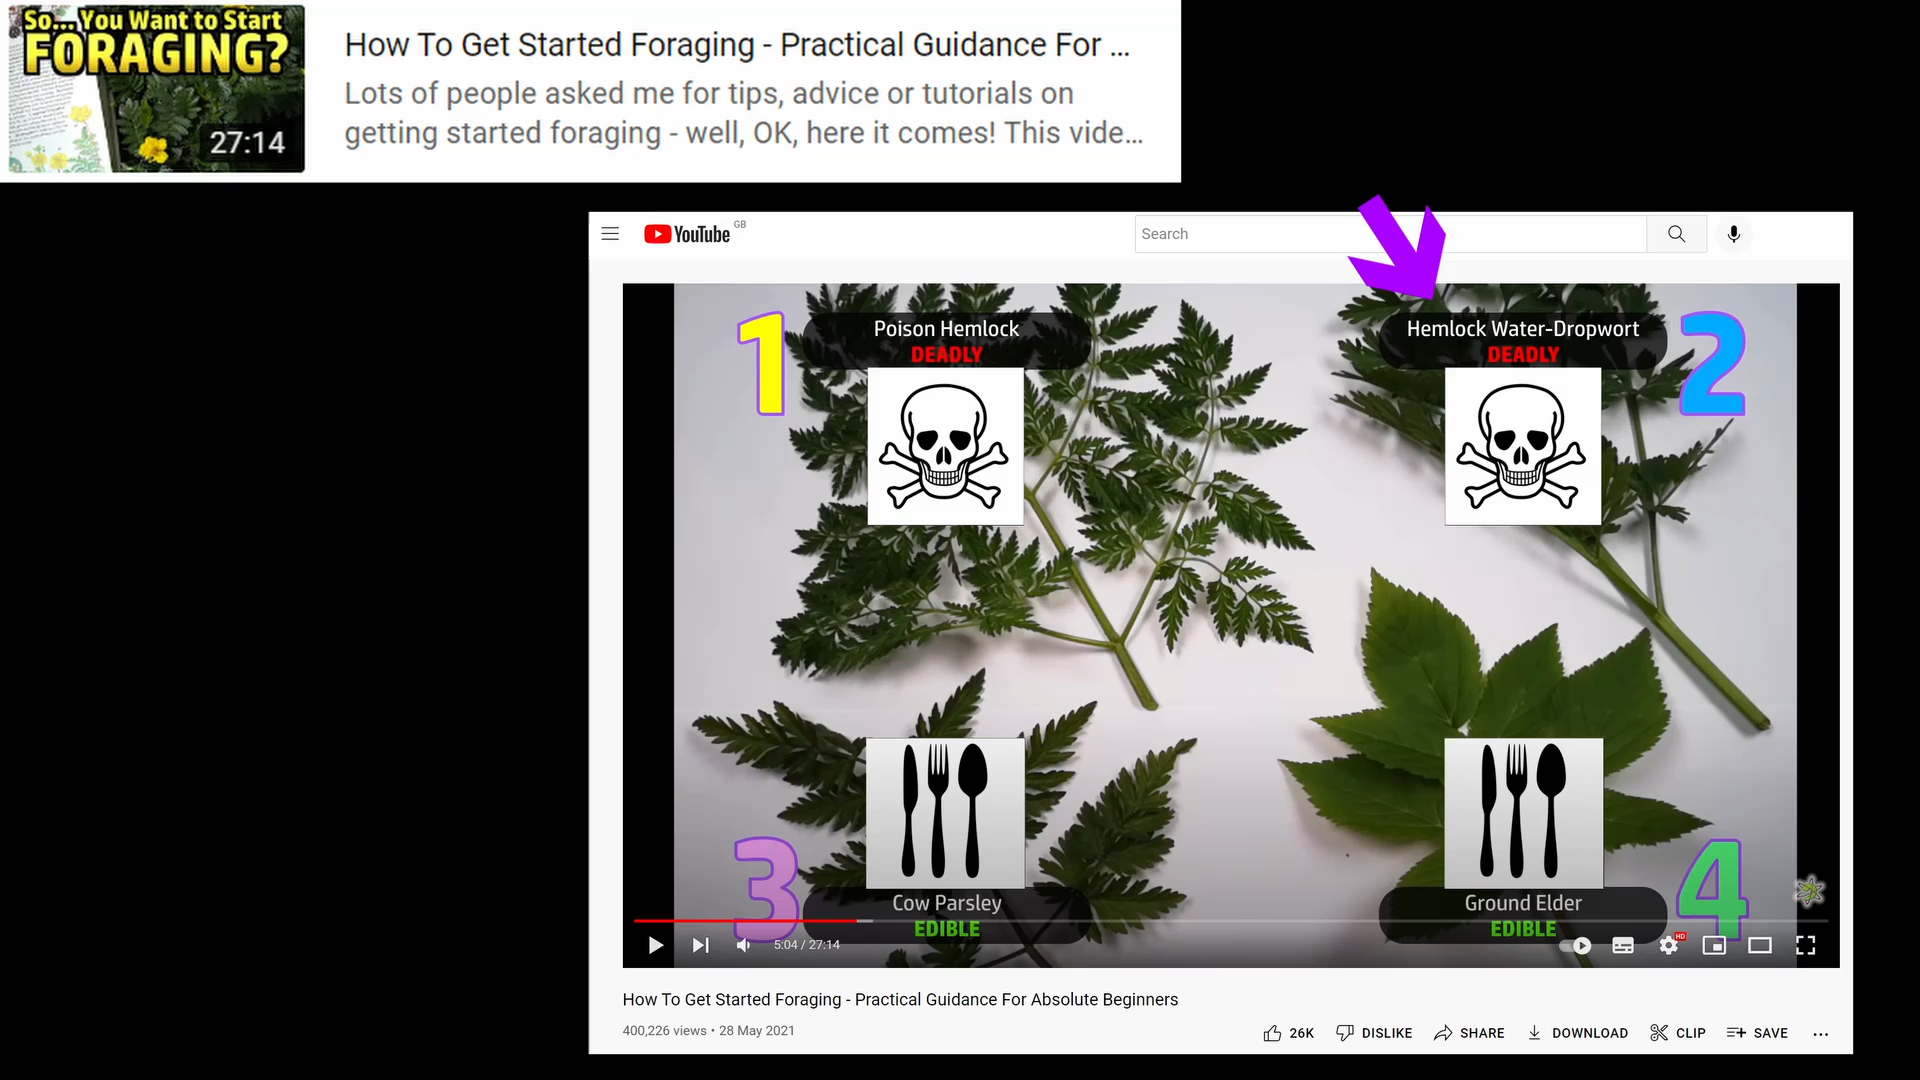 So... You Want to Start
FORAGING?
27:14
How To Get Started Foraging - Practical Guidance For ...
Lots of people asked me for tips, advice or tutorials on
getting started foraging - well, OK, here it comes! This vide...
YouTube GB
Search
1
Poison Hemlock
DEADLY
Hemlock Water-Dropwort
DEADLY
2
3
Cow Parsley
EDIBLE
Ground Elder
EDIBLE
4
5:04 / 27:14
HD
How To Get Started Foraging - Practical Guidance For Absolute Beginners
400,226 views • 28 May 2021
26K DISLIKE SHARE DOWNLOAD CLIP SAVE ...